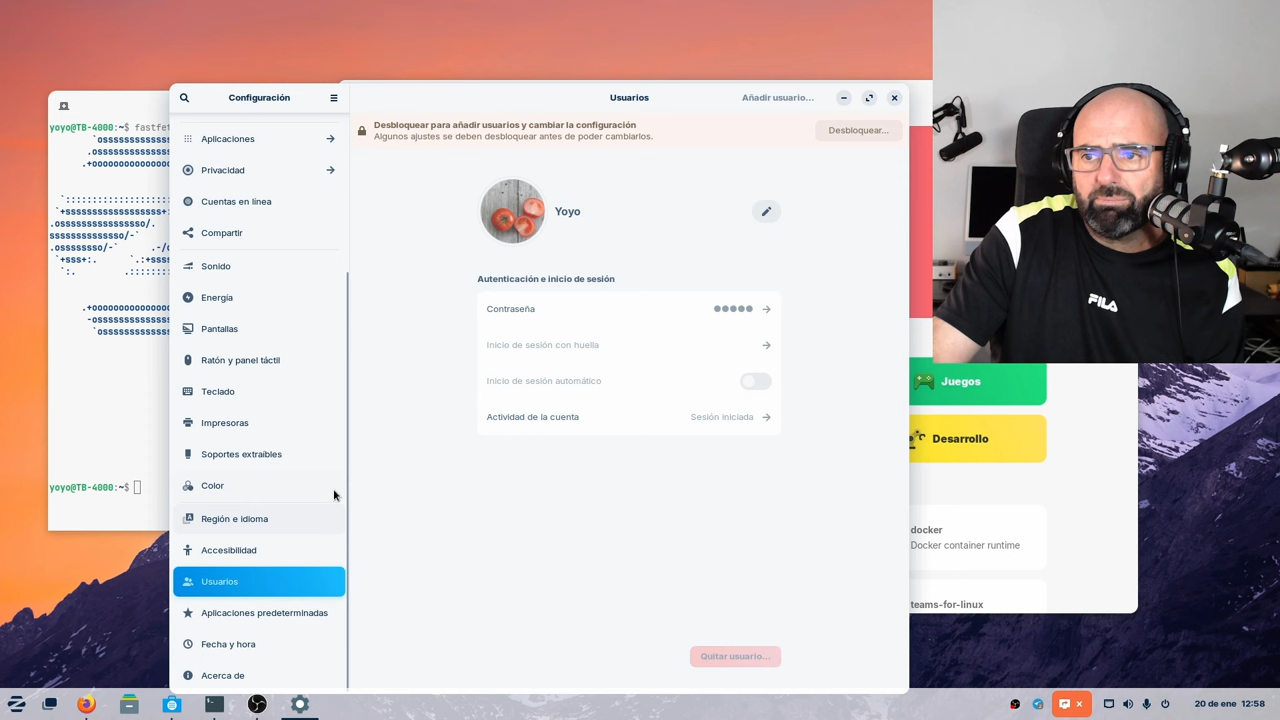 Configuración
Usuarios
Añadir usuario...
yoyo@TB-4000:~$ fastfet
Desbloquear para añadir usuarios y cambiar la configuración
Algunos ajustes se deben desbloquear antes de poder cambiarlos.
Desbloquear...
Aplicaciones
Privacidad
Cuentas en línea
Compartir
Sonido
Energía
Pantallas
Ratón y panel táctil
Teclado
Impresoras
Soportes extraíbles
Color
Región e idioma
Accesibilidad
Usuarios
Aplicaciones predeterminadas
Fecha y hora
Acerca de
Yoyo
Autenticación e inicio de sesión
Contraseña
Inicio de sesión con huella
Inicio de sesión automático
Actividad de la cuenta
Sesión iniciada
Quitar usuario...
yoyo@TB-4000:~$
FILA
Juegos
Desarrollo
docker
Docker container runtime
teams-for-linux
20 de ene 12:58